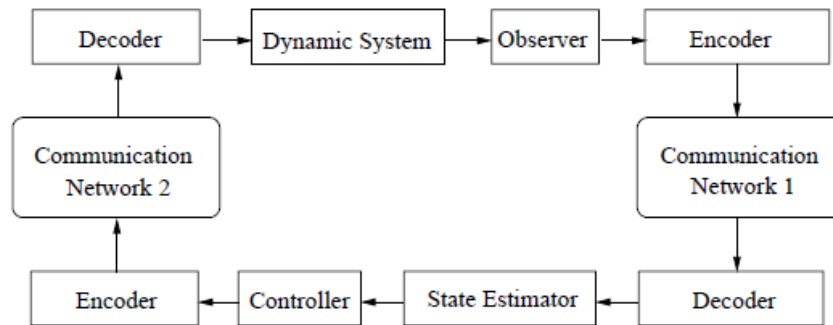 Decoder
Dynamic System
Observer
Encoder
Communication
Network 2
Communication
Network 1
Encoder
Controller
State Estimator
Decoder